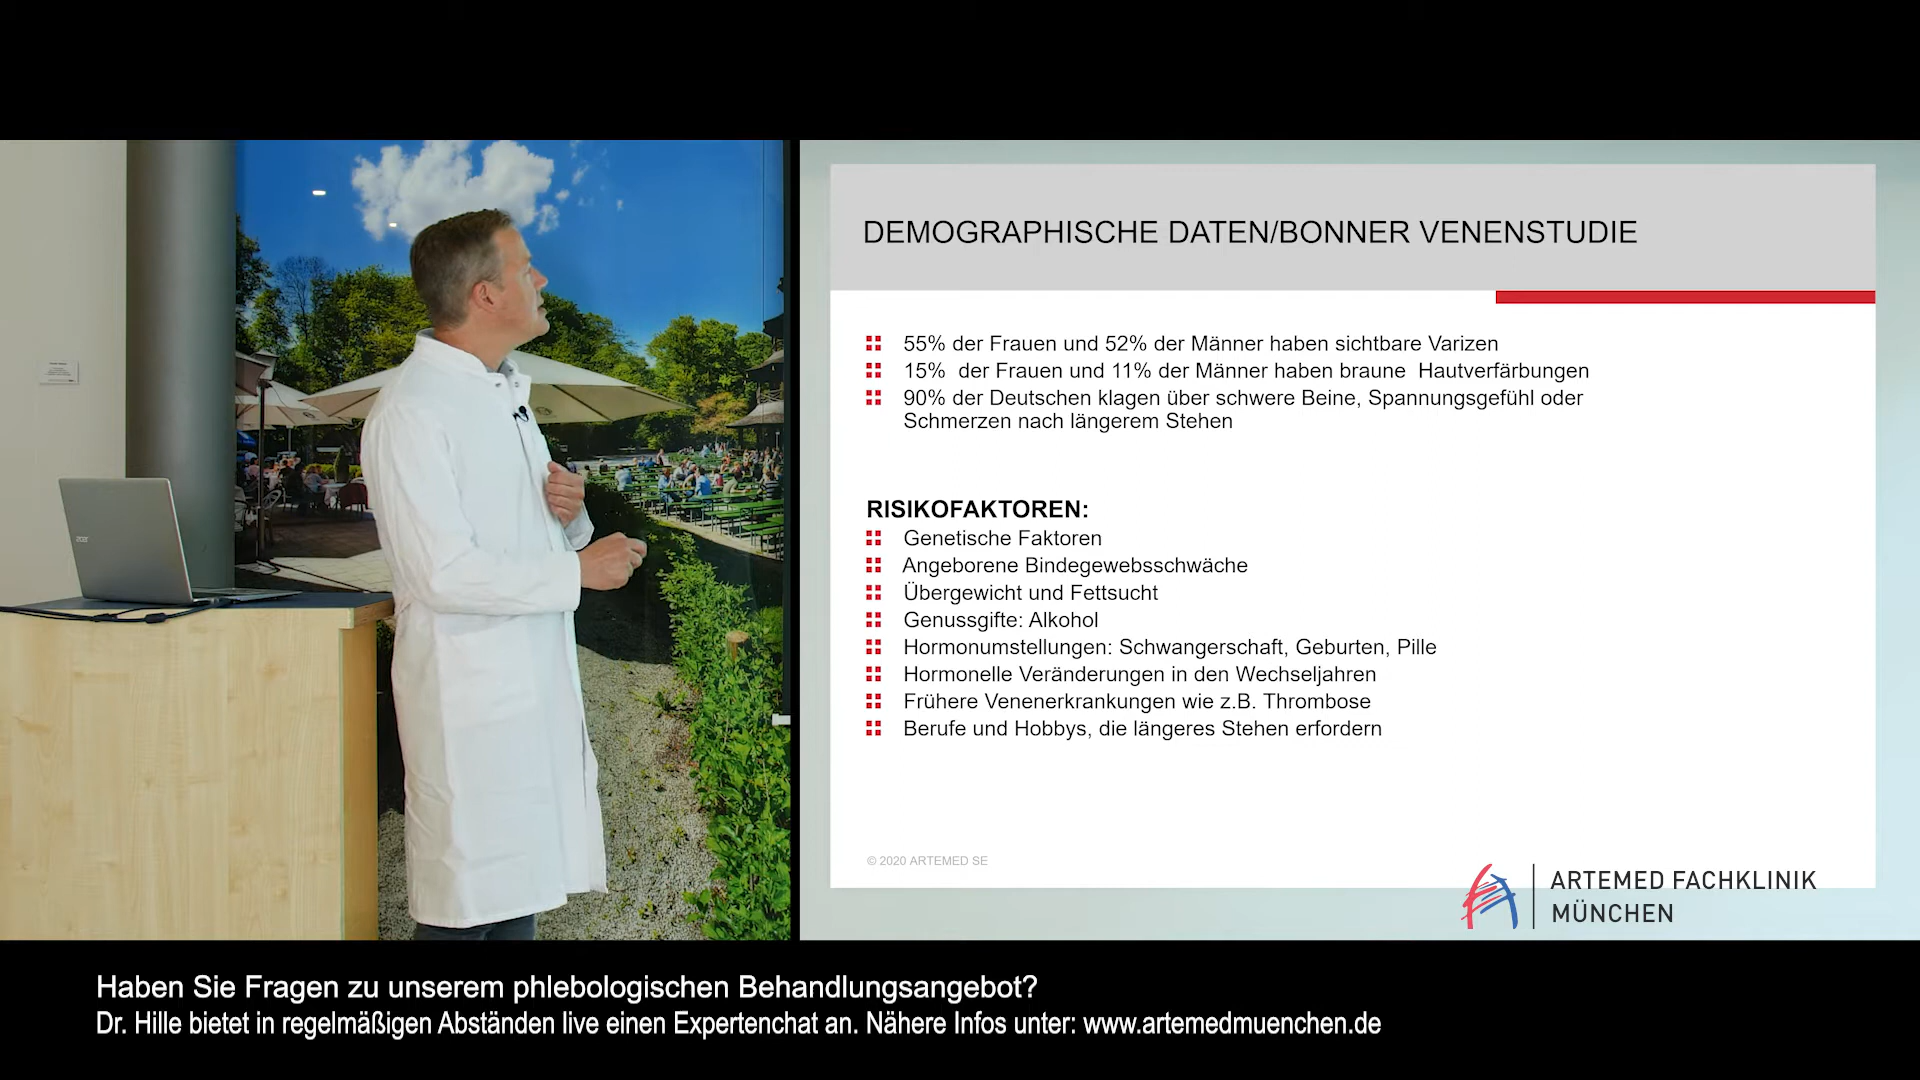 DEMOGRAPHISCHE DATEN/BONNER VENENSTUDIE
55% der Frauen und 52% der Männer haben sichtbare Varizen
15%  der Frauen und 11% der Männer haben braune  Hautverfärbungen
90% der Deutschen klagen über schwere Beine, Spannungsgefühl oder
Schmerzen nach längerem Stehen
RISIKOFAKTOREN:
Genetische Faktoren
Angeborene Bindegewebsschwäche
Übergewicht und Fettsucht
Genussgifte: Alkohol
Hormonumstellungen: Schwangerschaft, Geburten, Pille
Hormonelle Veränderungen in den Wechseljahren
Frühere Venenerkrankungen wie z.B. Thrombose
Berufe und Hobbys, die längeres Stehen erfordern
© 2020 ARTEMED SE
ARTEMED FACHKLINIK
MÜNCHEN
acer
Haben Sie Fragen zu unserem phlebologischen Behandlungsangebot?
Dr. Hille bietet in regelmäßigen Abständen live einen Expertenchat an. Nähere Infos unter: www.artemedmuenchen.de